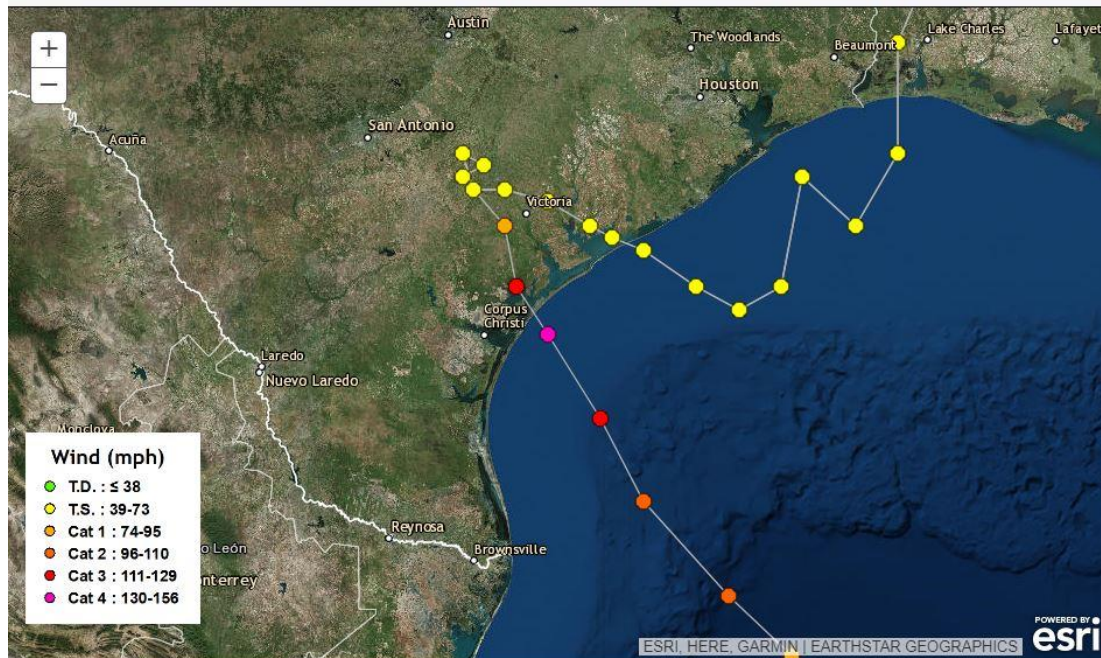 +
−
Austin
The Woodlands
Beaumont
Lake Charles
Lafayet
Houston
San Antonio
Acuña
Victoria
Corpus
Christi
Laredo
Nuevo Laredo
Monclova
Reynosa
Brownsville
o León
onterrey
Wind (mph)
T.D. : ≤ 38
T.S. : 39-73
Cat 1 : 74-95
Cat 2 : 96-110
Cat 3 : 111-129
Cat 4 : 130-156
ESRI, HERE, GARMIN | EARTHSTAR GEOGRAPHICS
POWERED BY
esri